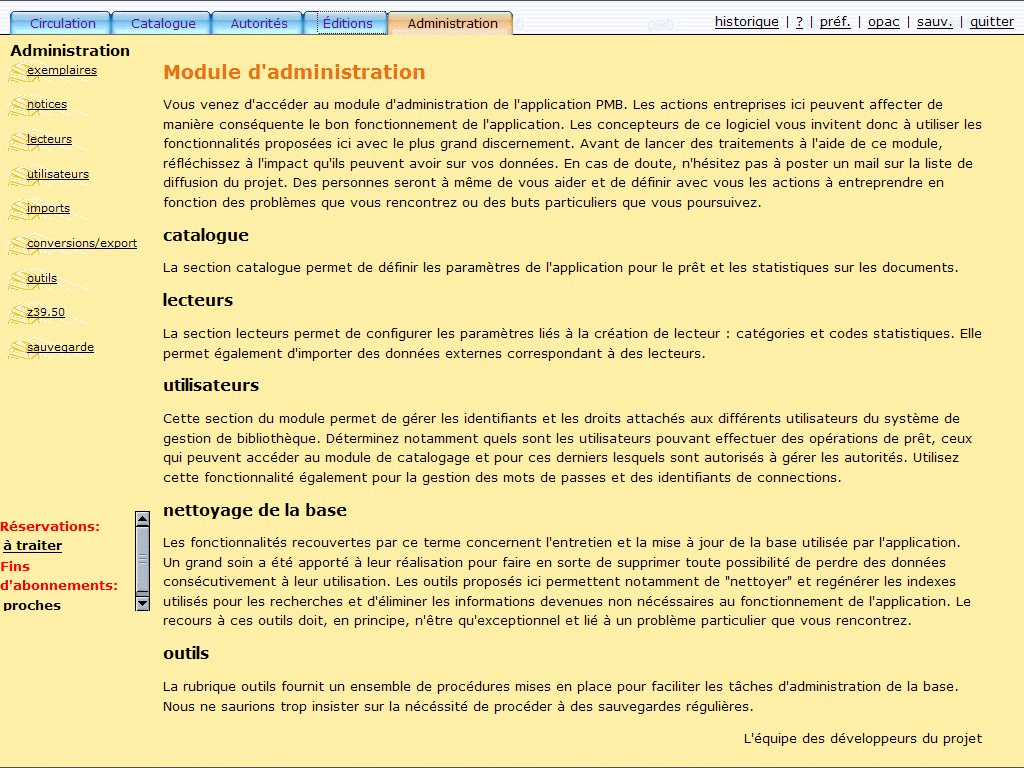 Circulation Catalogue Autorités Éditions Administration historique | ? | préf. | opac | sauv. | quitter
Administration
exemplaires
notices
lecteurs
utilisateurs
imports
conversions/export
outils
z39.50
sauvegarde
Réservations:
à traiter
Fins
d'abonnements:
proches
Module d'administration
Vous venez d'accéder au module d'administration de l'application PMB. Les actions entreprises ici peuvent affecter de
manière conséquente le bon fonctionnement de l'application. Les concepteurs de ce logiciel vous invitent donc à utiliser les
fonctionnalités proposées ici avec le plus grand discernement. Avant de lancer des traitements à l'aide de ce module,
réfléchissez à l'impact qu'ils peuvent avoir sur vos données. En cas de doute, n'hésitez pas à poster un mail sur la liste de
diffusion du projet. Des personnes seront à même de vous aider et de définir avec vous les actions à entreprendre en
fonction des problèmes que vous rencontrez ou des buts particuliers que vous poursuivez.
catalogue
La section catalogue permet de définir les paramètres de l'application pour le prêt et les statistiques sur les documents.
lecteurs
La section lecteurs permet de configurer les paramètres liés à la création de lecteur : catégories et codes statistiques. Elle
permet également d'importer des données externes correspondant à des lecteurs.
utilisateurs
Cette section du module permet de gérer les identifiants et les droits attachés aux différents utilisateurs du système de
gestion de bibliothèque. Déterminez notamment quels sont les utilisateurs pouvant effectuer des opérations de prêt, ceux
qui peuvent accéder au module de catalogage et pour ces derniers lesquels sont autorisés à gérer les autorités. Utilisez
cette fonctionnalité également pour la gestion des mots de passes et des identifiants de connections.
nettoyage de la base
Les fonctionnalités recouvertes par ce terme concernent l'entretien et la mise à jour de la base utilisée par l'application.
Un grand soin a été apporté à leur réalisation pour faire en sorte de supprimer toute possibilité de perdre des données
consécutivement à leur utilisation. Les outils proposés ici permettent notamment de "nettoyer" et regénérer les indexes
utilisés pour les recherches et d'éliminer les informations devenues non nécéssaires au fonctionnement de l'application. Le
recours à ces outils doit, en principe, n'être qu'exceptionnel et lié à un problème particulier que vous rencontrez.
outils
La rubrique outils fournit un ensemble de procédures mises en place pour faciliter les tâches d'administration de la base.
Nous ne saurions trop insister sur la nécéssité de procéder à des sauvegardes régulières.
L'équipe des développeurs du projet